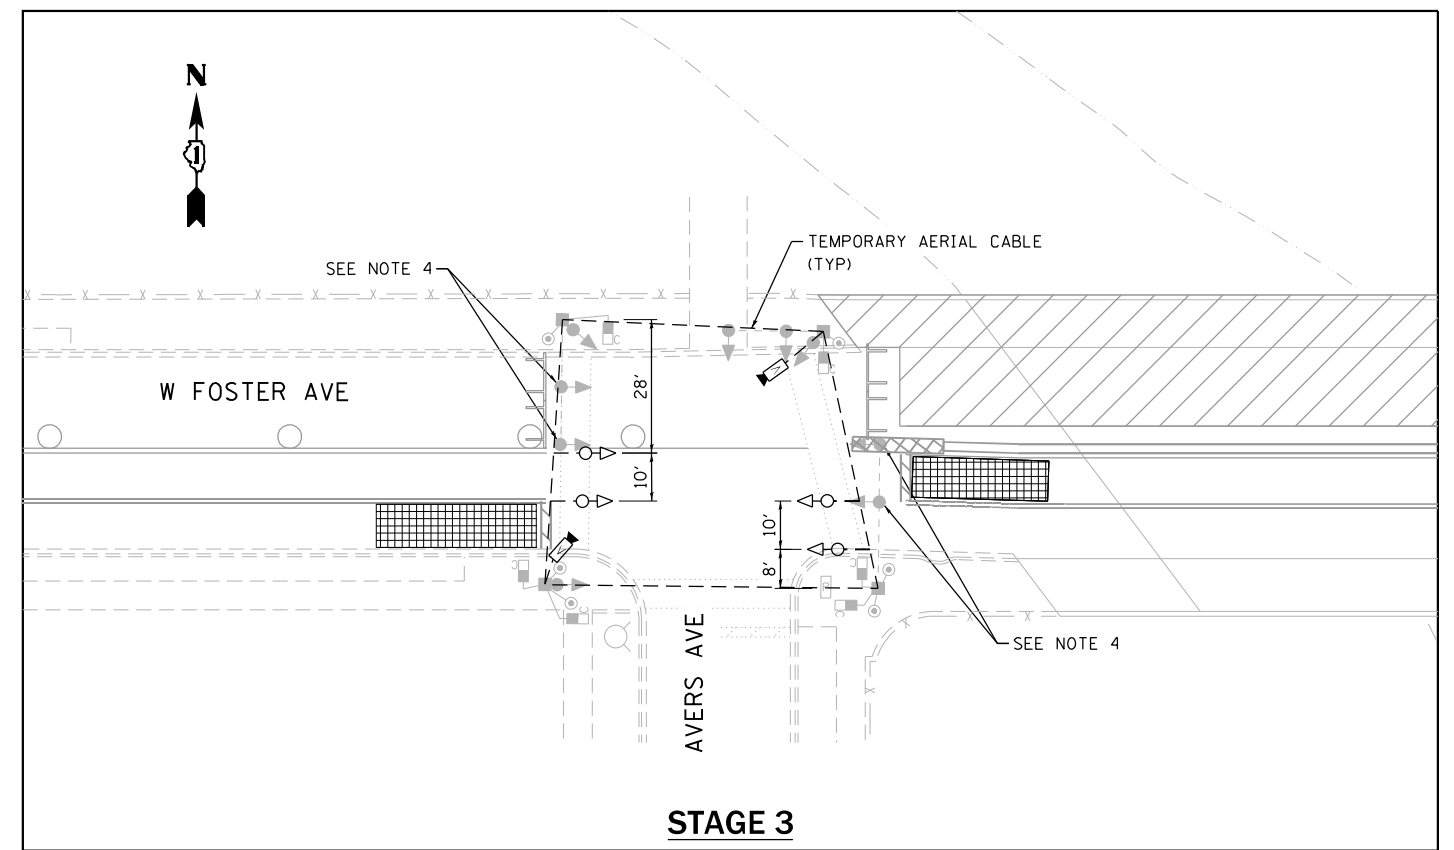 N
1
TEMPORARY AERIAL CABLE
(TYP)
SEE NOTE 4
W FOSTER AVE
28'
10'
10'
8'
SEE NOTE 4
AVERS AVE
STAGE 3